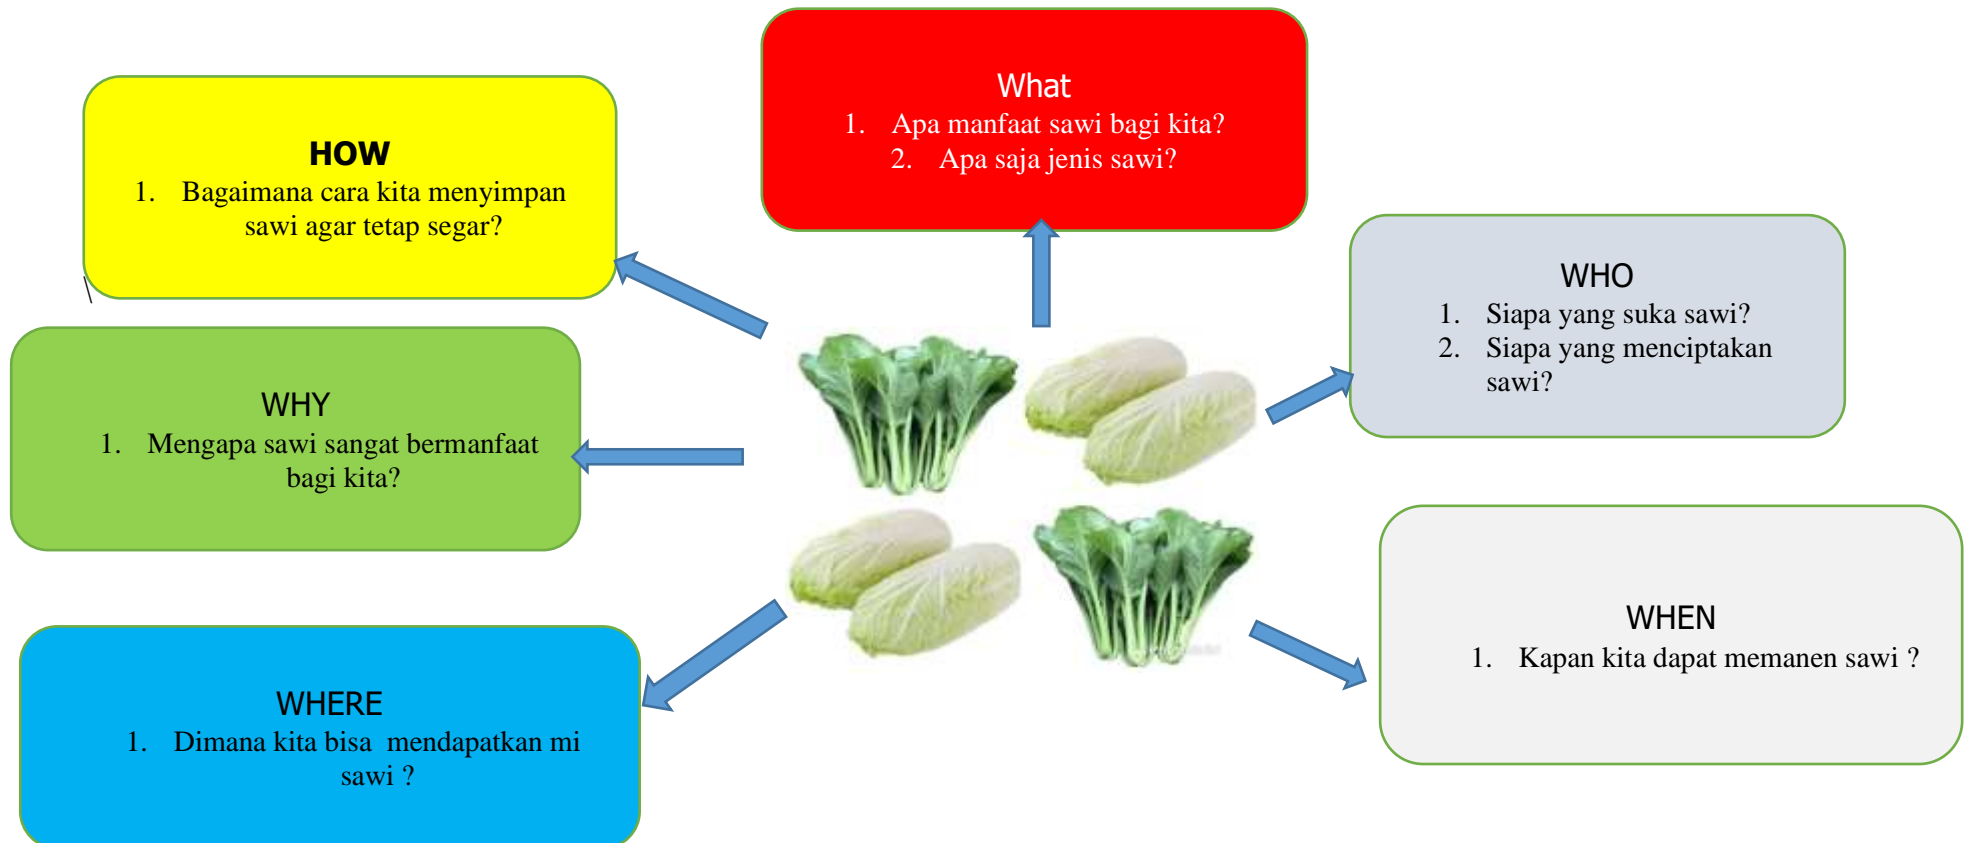 What
1. Apa manfaat sawi bagi kita?
2. Apa saja jenis sawi?
HOW
1. Bagaimana cara kita menyimpan
sawi agar tetap segar?
WHO
1. Siapa yang suka sawi?
2. Siapa yang menciptakan
sawi?
WHY
1. Mengapa sawi sangat bermanfaat
bagi kita?
WHEN
1. Kapan kita dapat memanen sawi ?
WHERE
1. Dimana kita bisa  mendapatkan mi
sawi ?
\